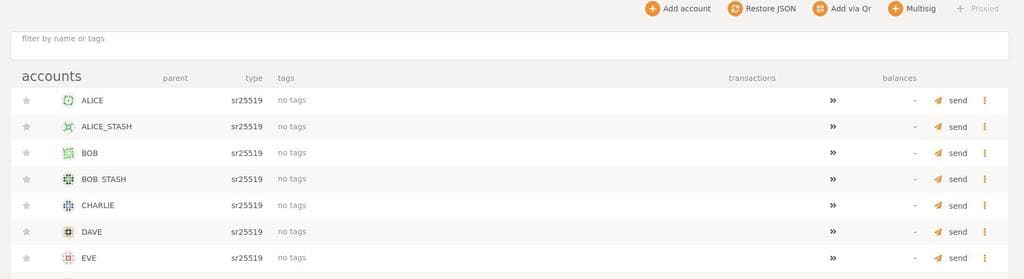 Add account Restore JSON Add via Qr Multisig Proxied
filter by name or tags
accounts parent type tags transactions balances
ALICE sr25519 no tags - send
ALICE_STASH sr25519 no tags - send
BOB sr25519 no tags - send
BOB_STASH sr25519 no tags - send
CHARLIE sr25519 no tags - send
DAVE sr25519 no tags - send
EVE sr25519 no tags - send